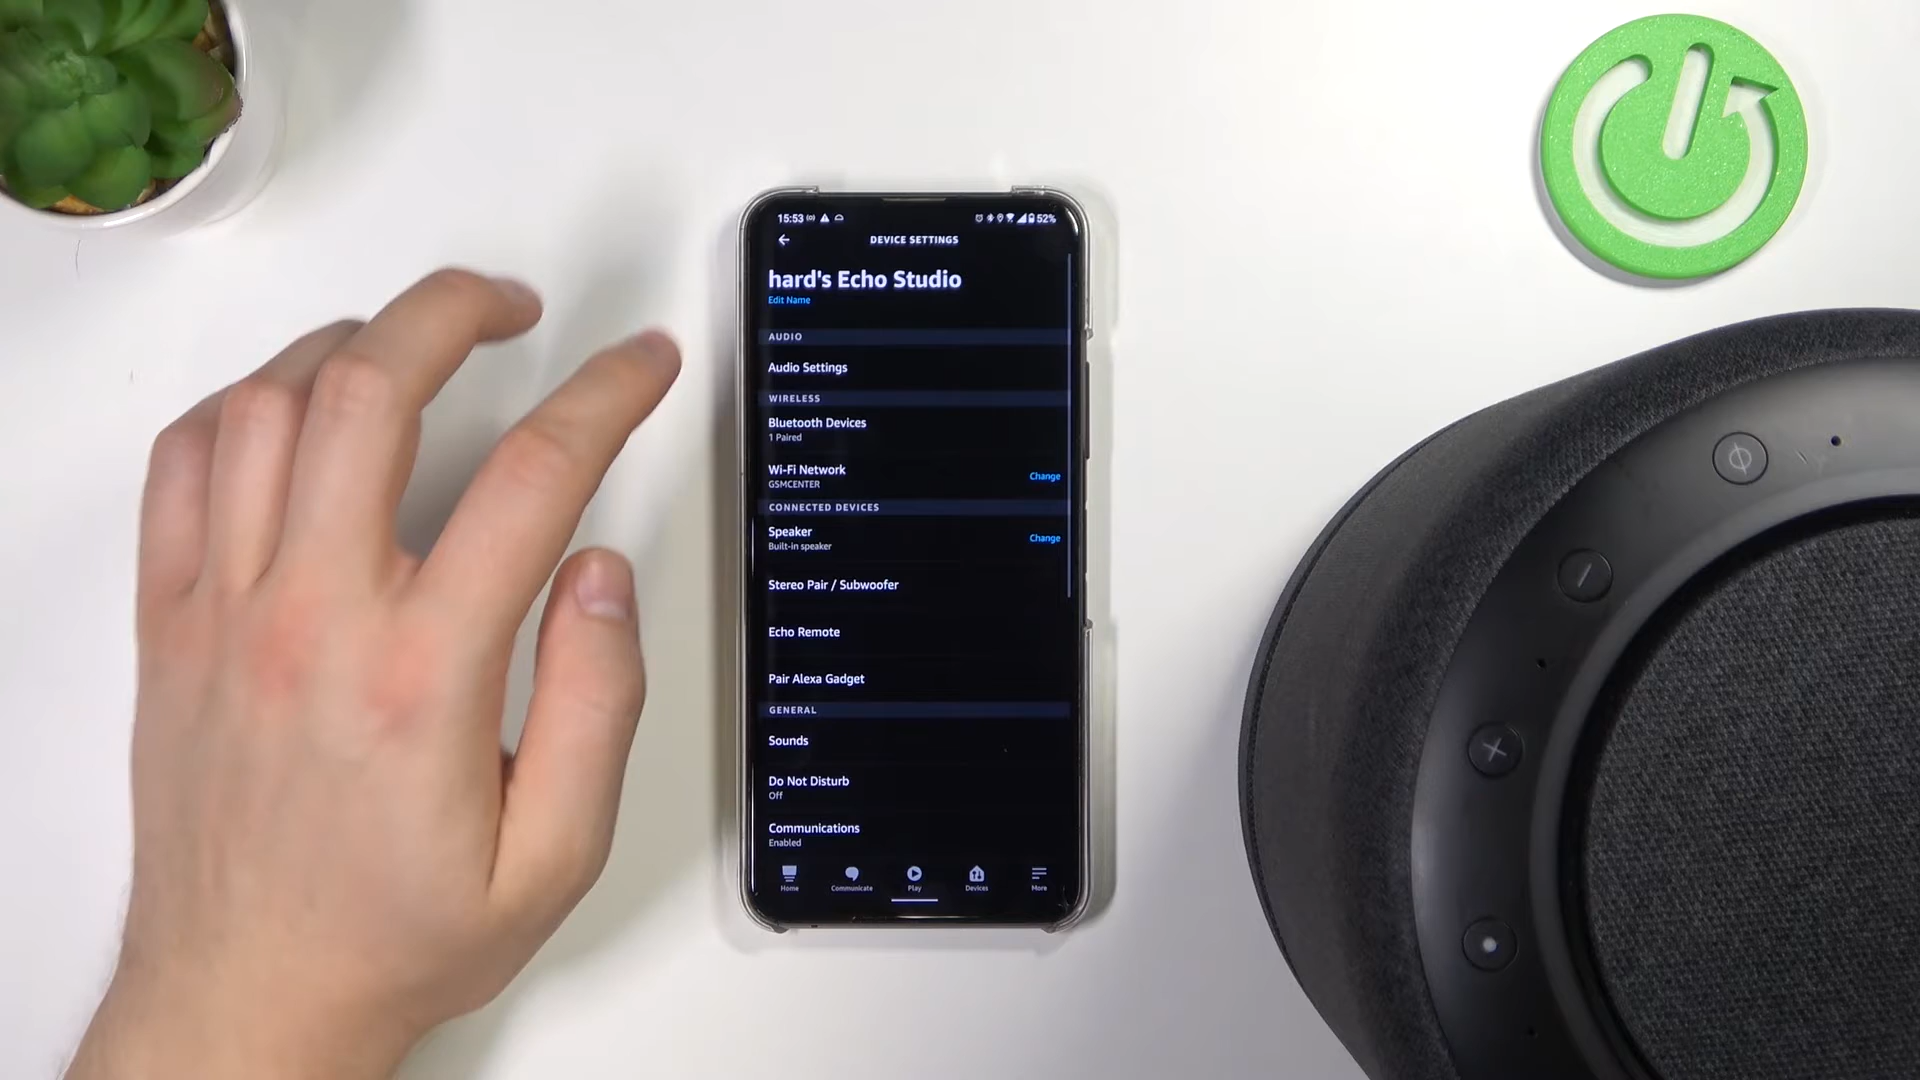 15:53
52%
DEVICE SETTINGS
hard's Echo Studio
Edit Name
AUDIO
Audio Settings
WIRELESS
Bluetooth Devices
1 Paired
Wi-Fi Network
GSMCENTER
Change
CONNECTED DEVICES
Speaker
Built-in speaker
Change
Stereo Pair / Subwoofer
Echo Remote
Pair Alexa Gadget
GENERAL
Sounds
Do Not Disturb
Off
Communications
Enabled
Home
Communicate
Play
Devices
More